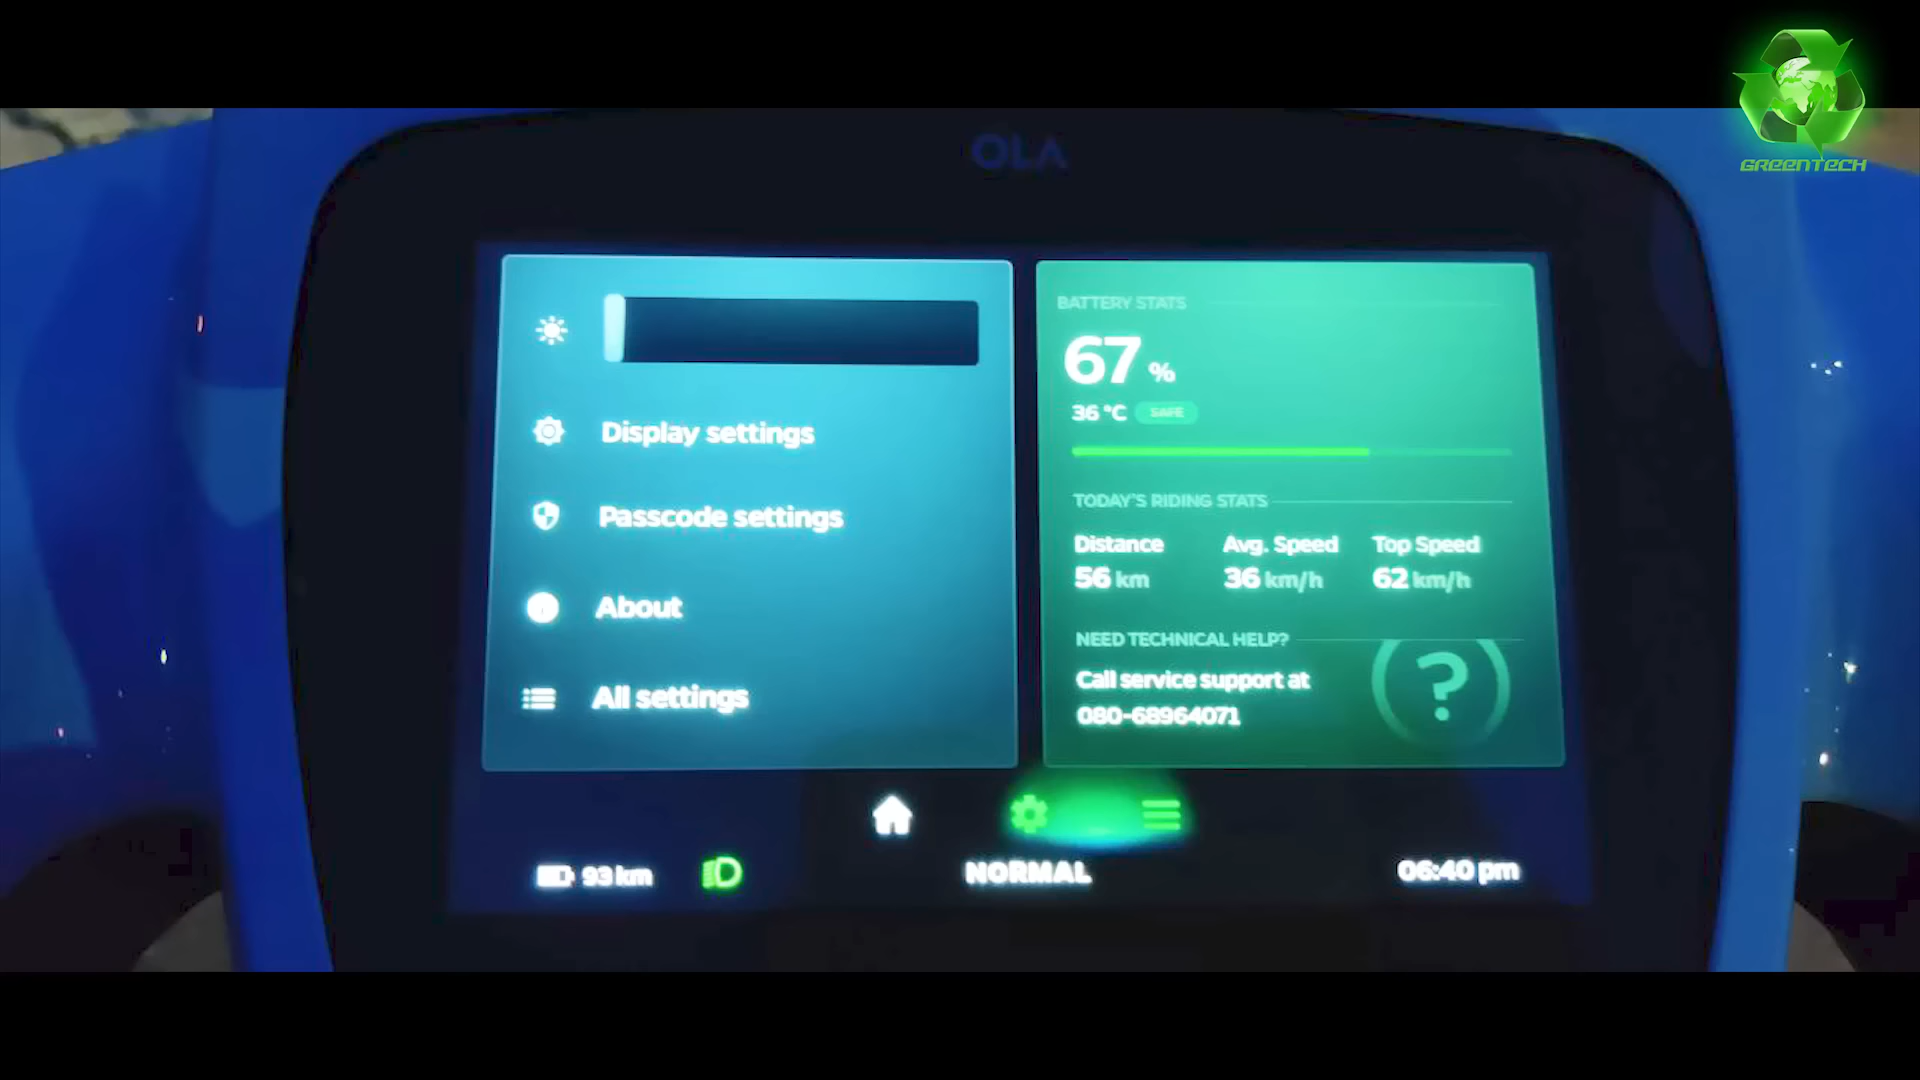 GREENTECH
OLA
Display settings
Passcode settings
About
All settings
BATTERY STATS
67 %
36 °C SAFE
TODAY'S RIDING STATS
Distance Avg. Speed Top Speed
56 km 36 km/h 62 km/h
NEED TECHNICAL HELP?
Call service support at
080-68964071
?
93 km NORMAL 06:40 pm